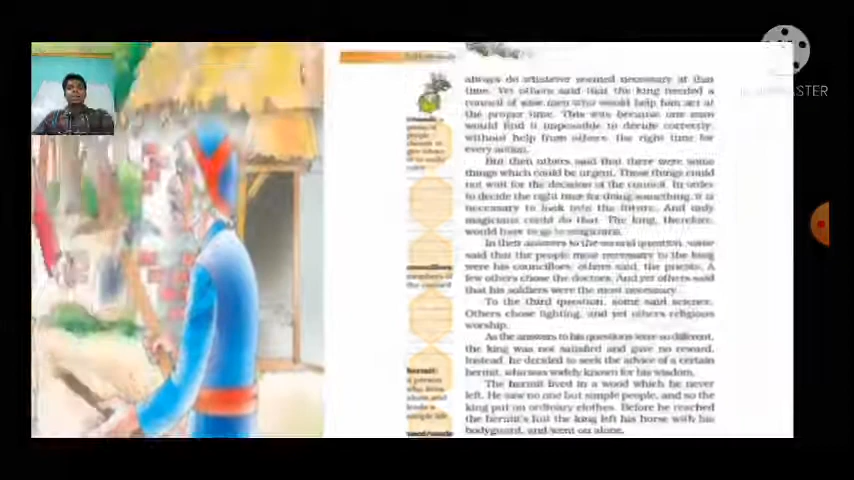 always do whatever seemed necessary at that
time. Yet others said that the king needed a
council of wise men who would help him act at
the proper time. This was because one man
would find it impossible to decide correctly,
without help from others, the right time for
every action.
But then others said that there were some
things which could be urgent. These things could
not wait for the decision of the council. In order
to decide the right time for doing something, it is
necessary to look into the future. And only
magicians could do that. The king, therefore,
would have to go to magicians.
In their answers to the second question, some
said that the people most necessary to the king
were his councillors; others said, the priests. A
few others chose the doctors. And yet others said
that his soldiers were the most necessary.
To the third question, some said science.
Others chose fighting, and yet others religious
worship.
As the answers to his questions were so different,
the king was not satisfied and gave no reward.
Instead, he decided to seek the advice of a certain
hermit, who was widely known for his wisdom.
The hermit lived in a wood which he never
left. He saw no one but simple people, and so the
king put on ordinary clothes. Before he reached
the hermit's hut the king left his horse with his
bodyguard, and went on alone.
councillors:
members of
the council
hermit:
a person
who lives
alone and
leads a
simple life